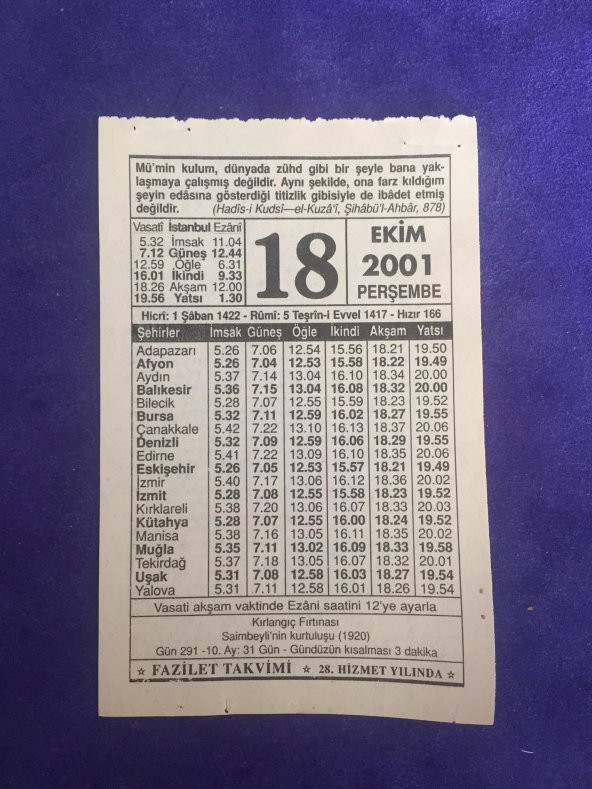 Mü'min kulum, dünyada zühd gibi bir şeyle bana yak-
laşmaya çalışmış değildir. Aynı şekilde, ona farz kıldığım
şeyin edâsına gösterdiği titizlik gibisiyle de ibâdet etmiş
değildir. (Hadîs-i Kudsî—el-Kuzâ'î, Şihâbü'l-Ahbâr, 878)
Vasatî İstanbul Ezânî
5.32 İmsak 11.04
7.12 Güneş 12.44
12.59 Öğle 6.31
16.01 İkindi 9.33
18.26 Akşam 12.00
19.56 Yatsı 1.30
18
EKİM
2001
PERŞEMBE
Hicrî: 1 Şâban 1422 - Rûmî: 5 Teşrîn-i Evvel 1417 - Hızır 166
Şehirler İmsak Güneş Öğle İkindi Akşam Yatsı
Adapazarı 5.26 7.06 12.54 15.56 18.21 19.50
Afyon 5.26 7.04 12.53 15.58 18.22 19.49
Aydın 5.37 7.14 13.04 16.10 18.34 20.00
Balıkesir 5.36 7.15 13.04 16.08 18.32 20.00
Bilecik 5.28 7.07 12.55 15.59 18.23 19.52
Bursa 5.32 7.11 12.59 16.02 18.27 19.55
Çanakkale 5.42 7.22 13.10 16.13 18.37 20.06
Denizli 5.32 7.09 12.59 16.06 18.29 19.55
Edirne 5.41 7.22 13.09 16.10 18.35 20.06
Eskişehir 5.26 7.05 12.53 15.57 18.21 19.49
İzmir 5.40 7.17 13.06 16.12 18.36 20.02
İzmit 5.28 7.08 12.55 15.58 18.23 19.52
Kırklareli 5.38 7.20 13.06 16.07 18.33 20.03
Kütahya 5.28 7.07 12.55 16.00 18.24 19.52
Manisa 5.38 7.16 13.05 16.11 18.35 20.02
Muğla 5.35 7.11 13.02 16.09 18.33 19.58
Tekirdağ 5.37 7.18 13.05 16.07 18.32 20.01
Uşak 5.31 7.08 12.58 16.03 18.27 19.54
Yalova 5.31 7.11 12.58 16.01 18.26 19.54
Vasati akşam vaktinde Ezâni saatini 12'ye ayarla
Kırlangıç Fırtınası
Saimbeyli'nin kurtuluşu (1920)
Gün 291 -10. Ay: 31 Gün - Gündüzün kısalması 3 dakika
☆ FAZİLET TAKVİMİ ☆ 28. HİZMET YILINDA ☆